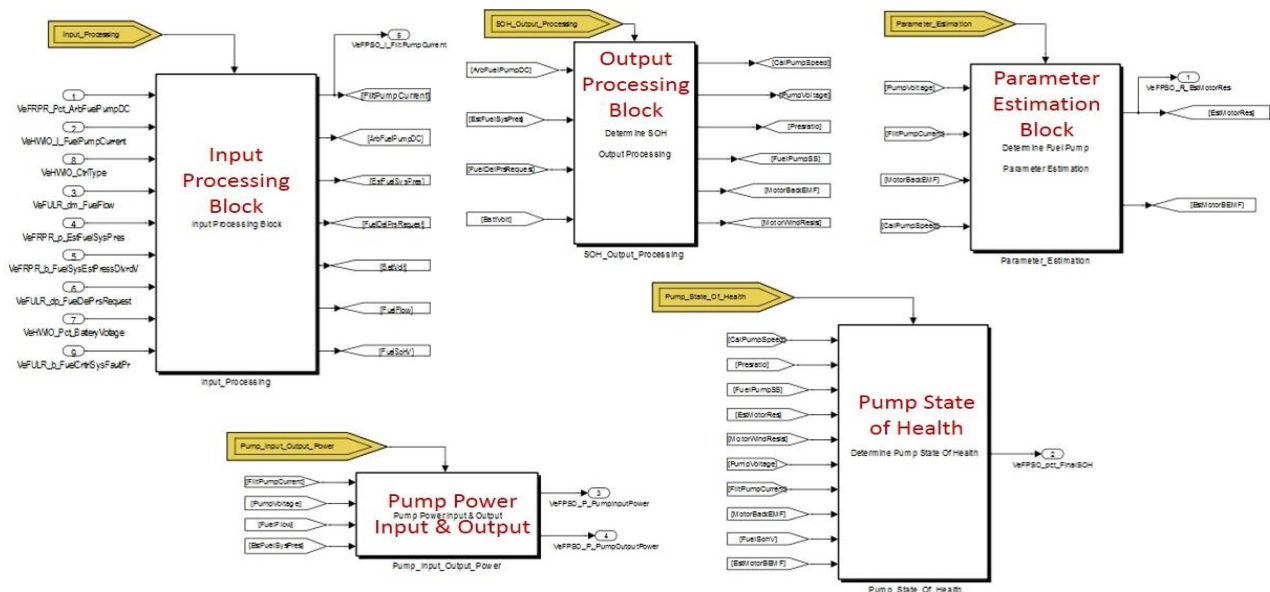 Input_Processing
5
VeFPSO_I_FiltPumpCurrent
1
VeFRPR_Pct_ArbFuelPumpDC
2
VeHWIO_I_FuelPumpCurrent
8
VeHWIO_CtrlType
3
VeFULR_dm_FuelFlow
4
VeFRPR_p_EstFuelSysPres
5
VeFRPR_b_FuelSysEstPressDlvrdV
6
VeFULR_dp_FuelDelPrsRequest
7
VeHWIO_Pct_BatteryVoltage
9
VeFULR_b_FuelCntrlSysFaultPr
Input
Processing
Block
Input Processing Block
[FiltPumpCurrent]
[ArbFuelPumpDC]
[EstFuelSysPres]
[FuelDelPrsRequest]
[BattVolt]
[FuelFlow]
[FuelSohV]
Input_Processing
SOH_Output_Processing
[ArbFuelPumpDC]
[EstFuelSysPres]
[FuelDelPrsRequest]
[BattVolt]
Output
Processing
Block
Determine SOH
Output Processing
[CalPumpSpeed]
[PumpVoltage]
[Presratio]
[FuelPumpSS]
[MotorBackEMF]
[MotorWindResis]
SOH_Output_Processing
Parameter_Estimation
[PumpVoltage]
[FiltPumpCurrent]
[MotorBackEMF]
[CalPumpSpeed]
Parameter
Estimation
Block
Determine Fuel Pump
Parameter Estimation
1
VeFPSO_R_EstMotorRes
[EstMotorRes]
[EstMotorBEMF]
Parameter_Estimation
Pump_State_Of_Health
[CalPumpSpeed]
[Presratio]
[FuelPumpSS]
[EstMotorRes]
[MotorWindResis]
[PumpVoltage]
[FiltPumpCurrent]
[MotorBackEMF]
[FuelSohV]
[EstMotorBEMF]
Pump State
of Health
Determine Pump State Of Health
2
VeFPSO_pct_FinalSOH
Pump_State_Of_Health
Pump_Input_Output_Power
[FiltPumpCurrent]
[PumpVoltage]
[FuelFlow]
[EstFuelSysPres]
Pump Power
Pump Power Input & Output
Input & Output
3
VeFPSO_P_PumpInputPower
4
VeFPSO_P_PumpOutputPower
Pump_Input_Output_Power